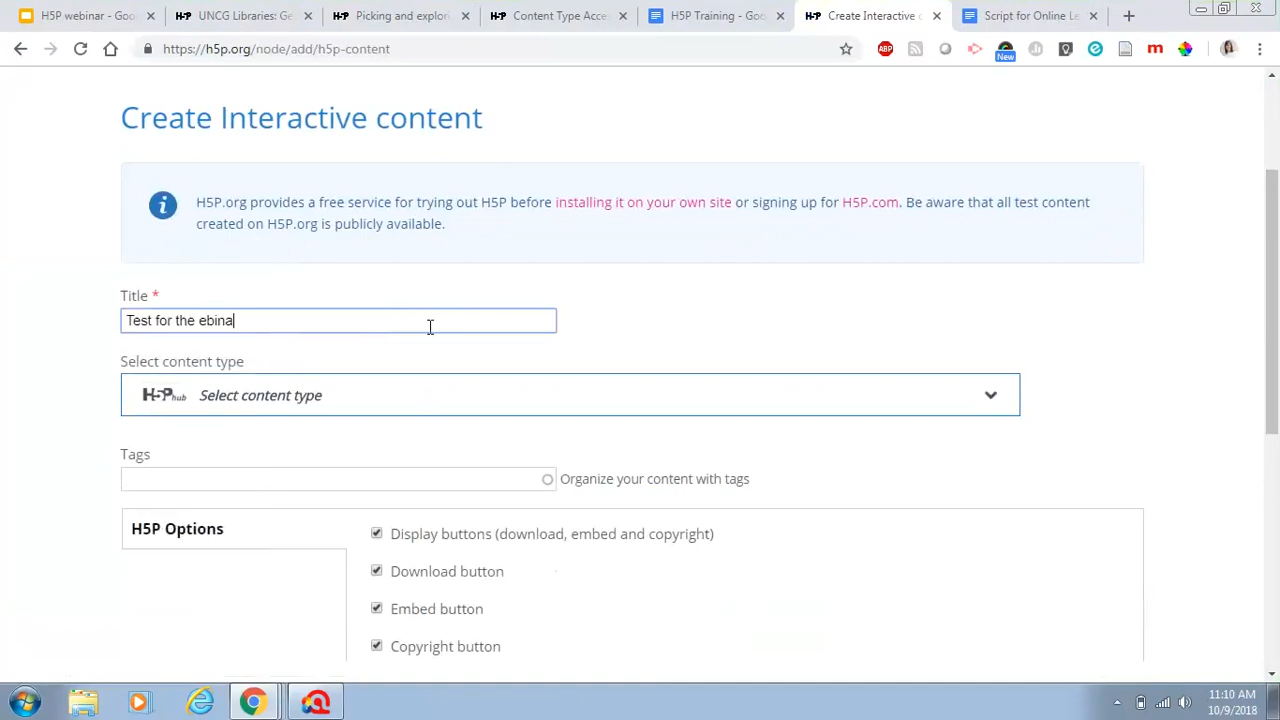 H5P webinar - Goo
UNCG Libraries Ge
Picking and explor
Content Type Acce
H5P Training - Goo
Create Interactive c
Script for Online Le
https://h5p.org/node/add/h5p-content
ABP
New
m
Create Interactive content
H5P.org provides a free service for trying out H5P before installing it on your own site or signing up for H5P.com. Be aware that all test content
created on H5P.org is publicly available.
Title *
Test for the ebina
Select content type
H5P hub Select content type
Tags
Organize your content with tags
H5P Options
Display buttons (download, embed and copyright)
Download button
Embed button
Copyright button
11:10 AM
10/9/2018